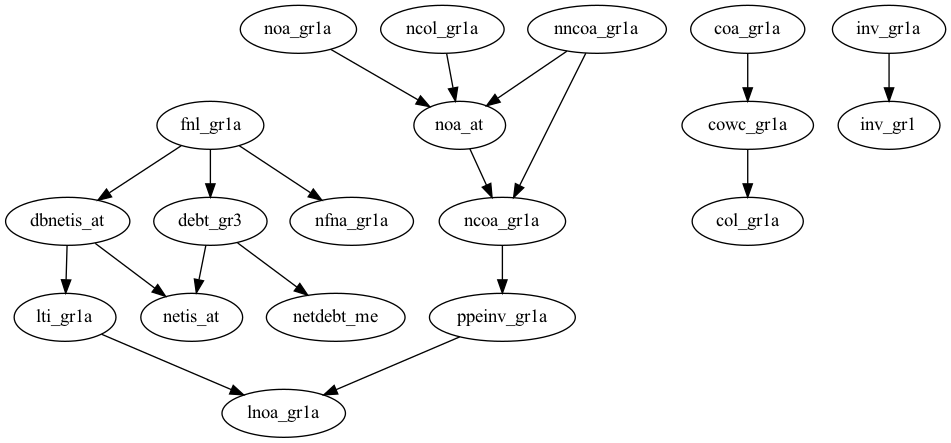 noa_gr1a ncol_gr1a nncoa_gr1a coa_gr1a inv_gr1a
fnl_gr1a noa_at cowc_gr1a inv_gr1
dbnetis_at debt_gr3 nfna_gr1a ncoa_gr1a col_gr1a
lti_gr1a netis_at netdebt_me ppeinv_gr1a
lnoa_gr1a